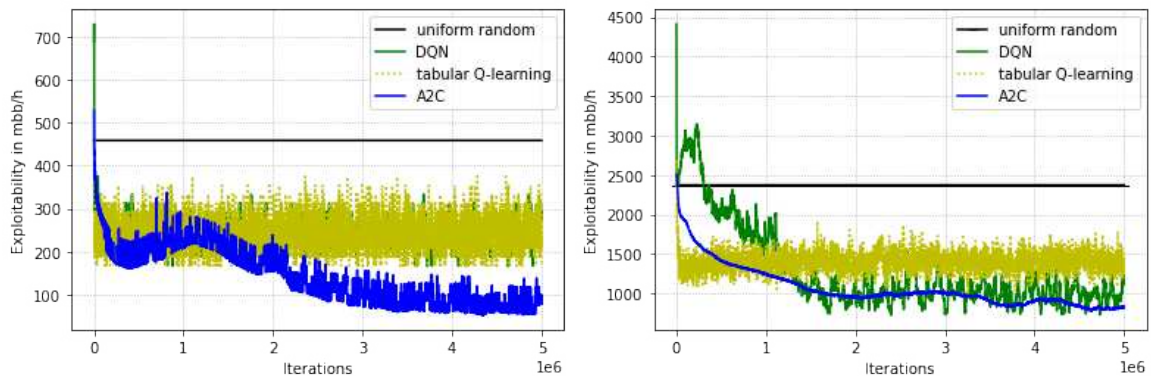 700
600
500
400
300
200
100
Exploitability in mbb/h
uniform random
DQN
tabular Q-learning
A2C
0 1 2 3 4 5
1e6
Iterations
4500
4000
3500
3000
2500
2000
1500
1000
Exploitability in mbb/h
uniform random
DQN
tabular Q-learning
A2C
0 1 2 3 4 5
1e6
Iterations